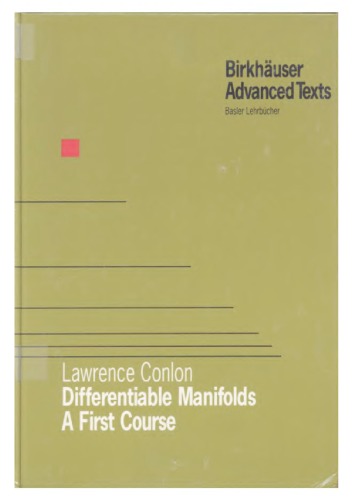 Birkhäuser
Advanced Texts
Basler Lehrbücher
Lawrence Conlon
Differentiable Manifolds
A First Course